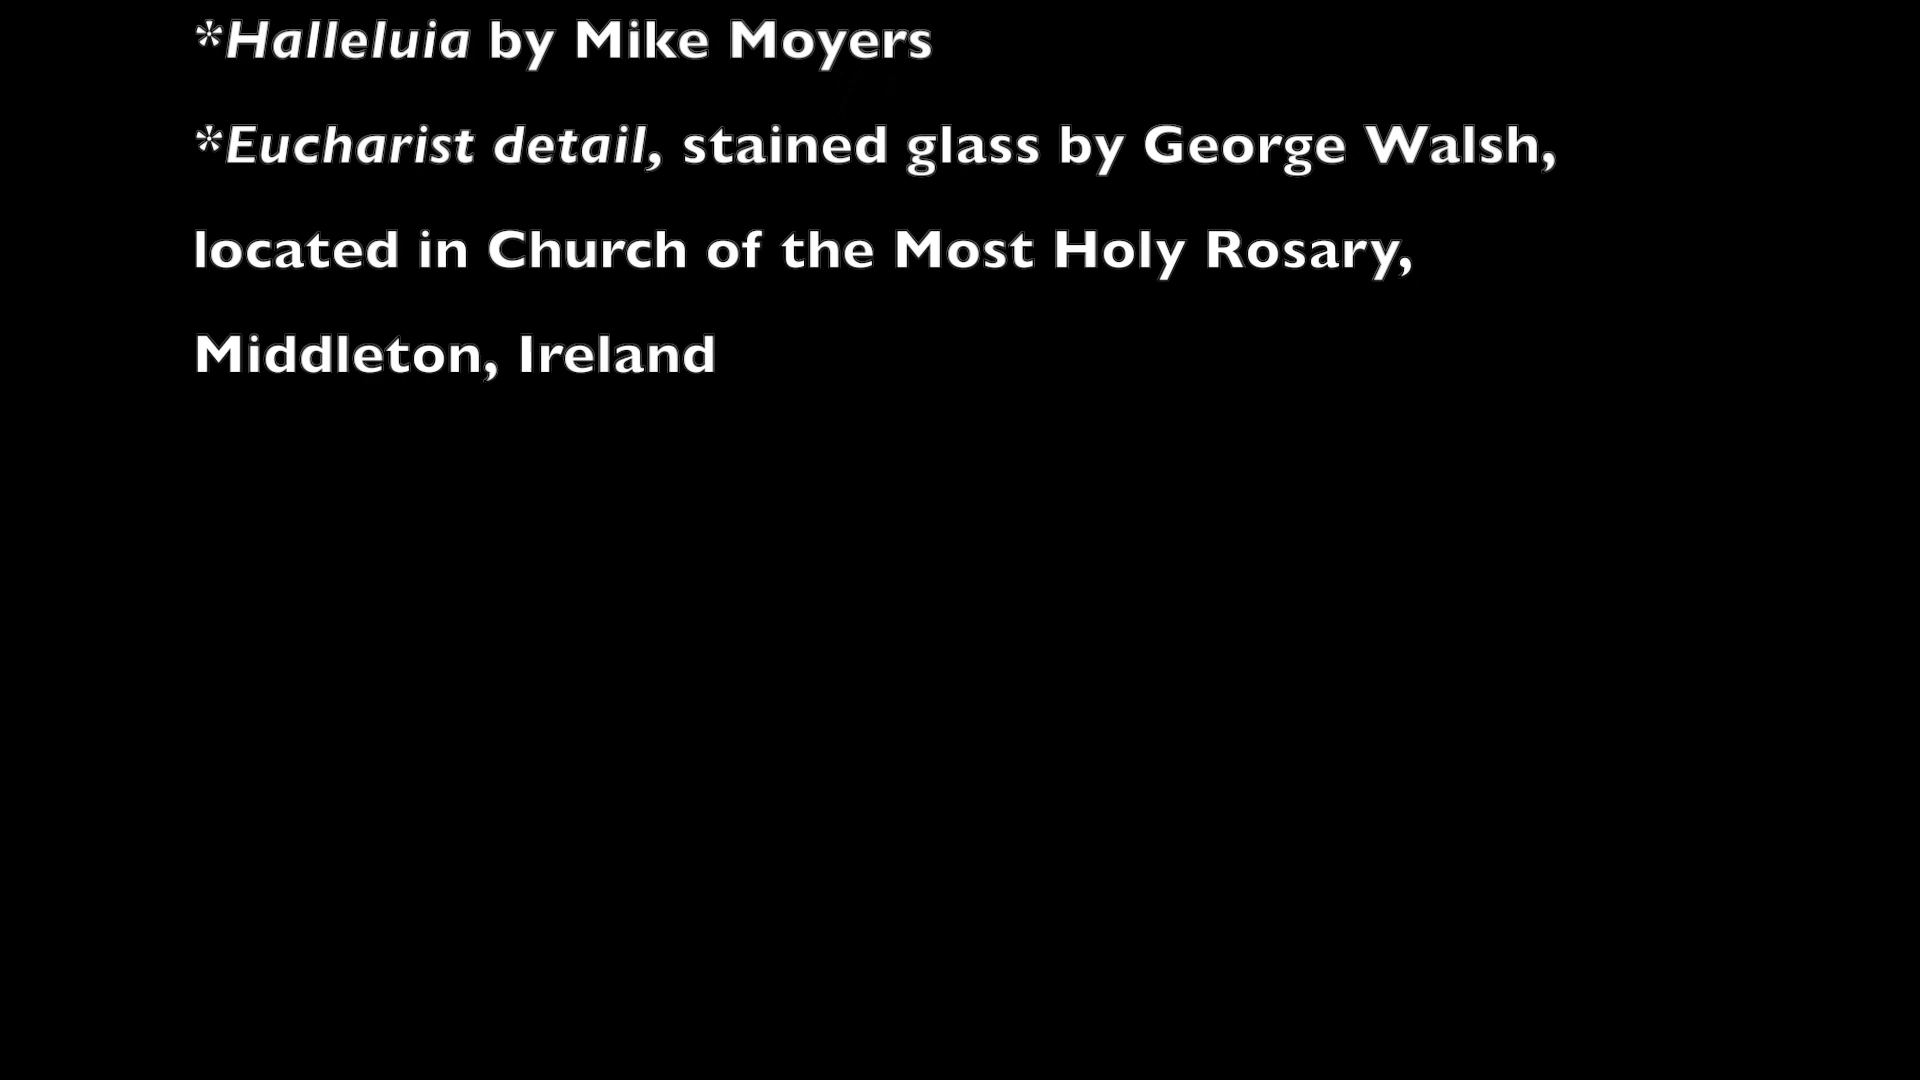 *Halleluia by Mike Moyers
*Eucharist detail, stained glass by George Walsh,
located in Church of the Most Holy Rosary,
Middleton, Ireland